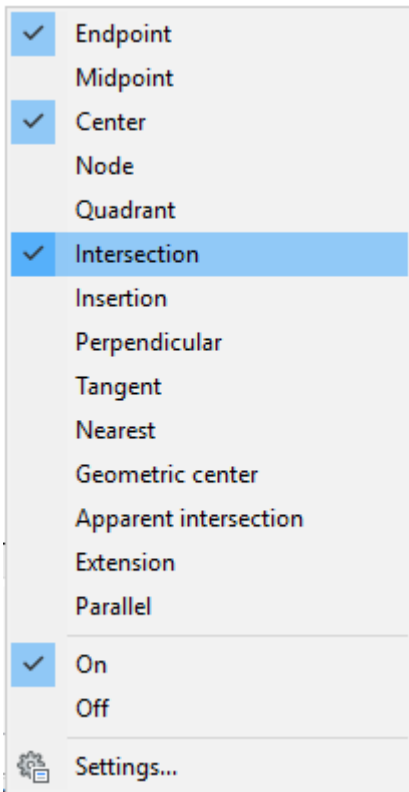 Endpoint
Midpoint
Center
Node
Quadrant
Intersection
Insertion
Perpendicular
Tangent
Nearest
Geometric center
Apparent intersection
Extension
Parallel
On
Off
Settings...